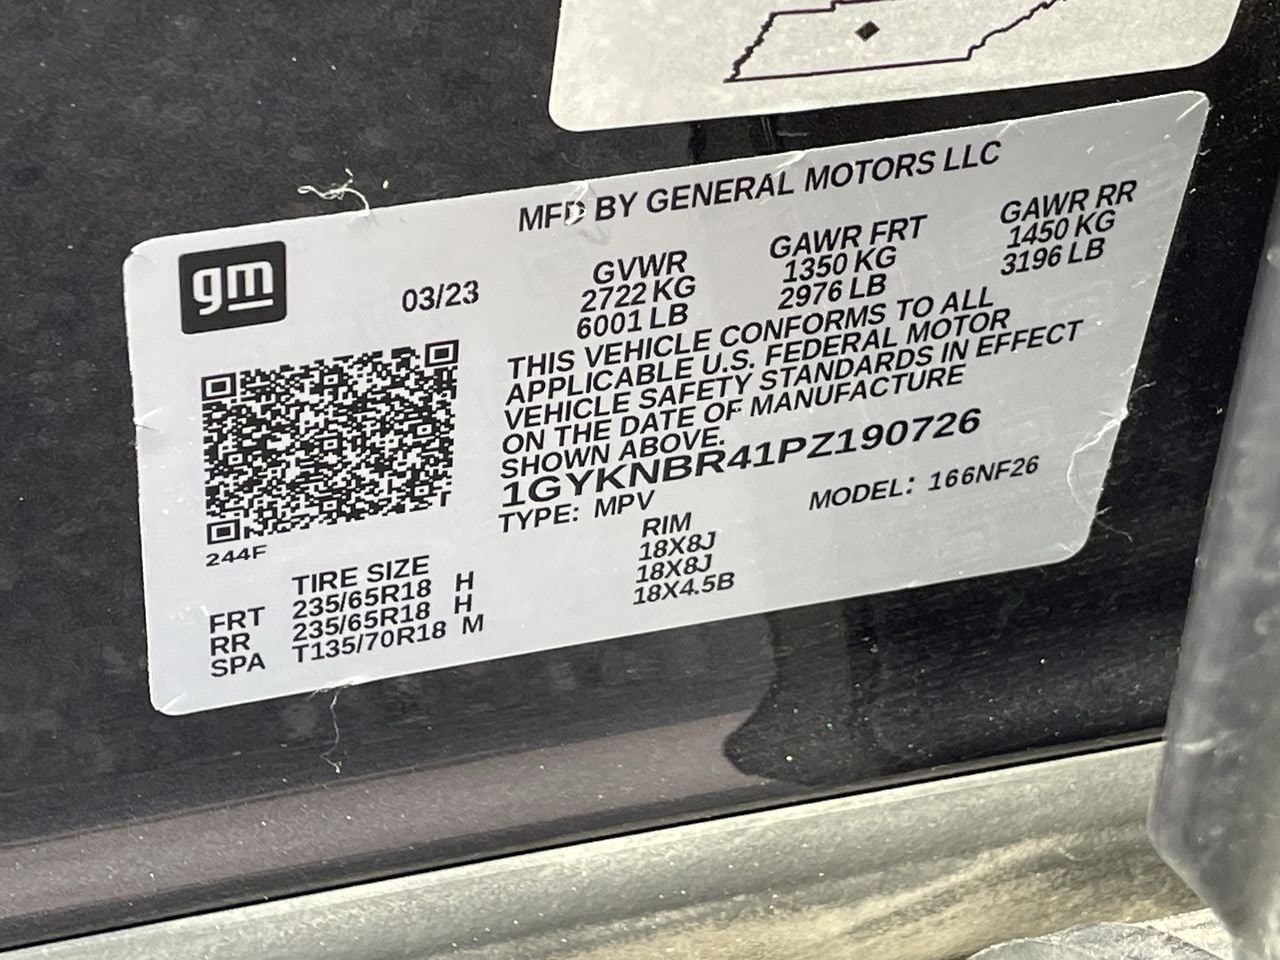 MFD BY GENERAL MOTORS LLC
gm
03/23
GVWR GAWR FRT GAWR RR
2722 KG 1350 KG 1450 KG
6001 LB 2976 LB 3196 LB
THIS VEHICLE CONFORMS TO ALL
APPLICABLE U.S. FEDERAL MOTOR
VEHICLE SAFETY STANDARDS IN EFFECT
ON THE DATE OF MANUFACTURE
SHOWN ABOVE.
1GYKNBR41PZ190726
TYPE: MPV MODEL: 166NF26
244F
TIRE SIZE RIM
FRT 235/65R18 H 18X8J
RR 235/65R18 H 18X8J
SPA T135/70R18 M 18X4.5B